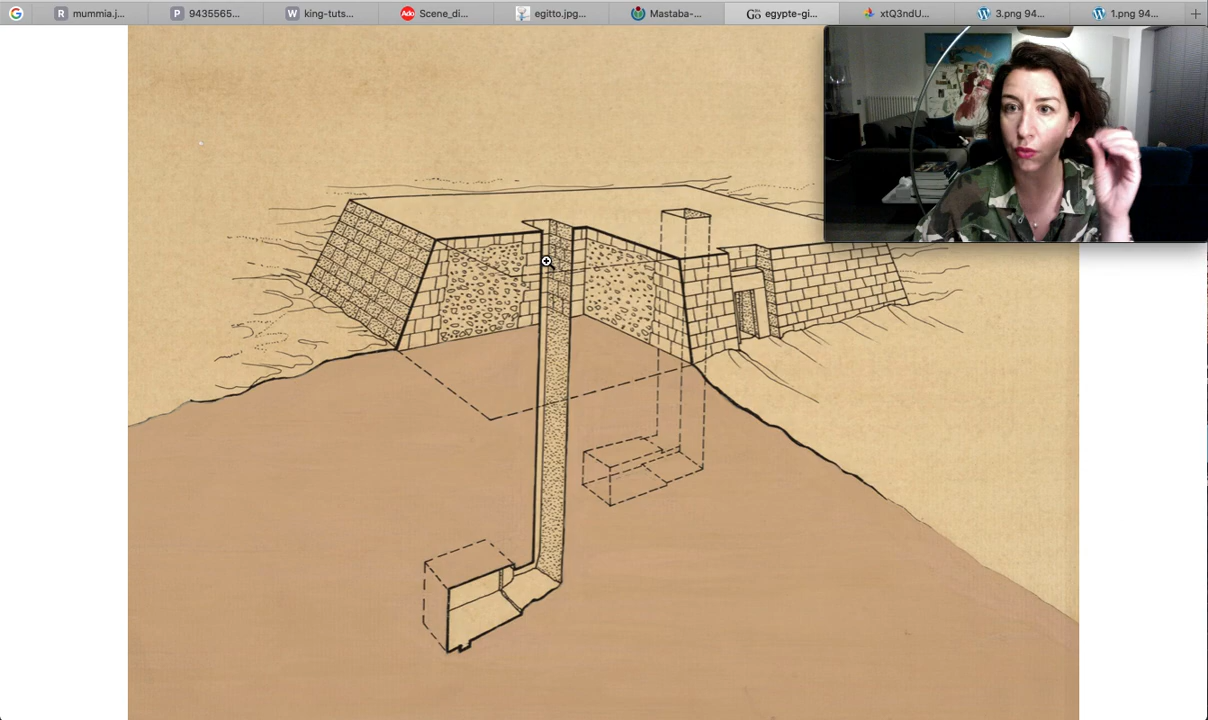 mummia.j...
9435565...
king-tuts...
Scene_di...
egitto.jpg...
Mastaba-...
egypte-gi...
xtQ3ndU...
3.png 94...
1.png 94...